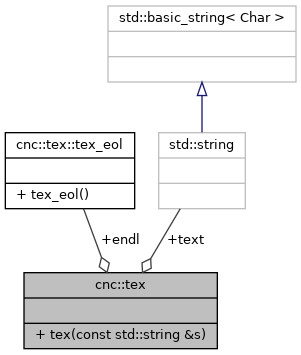 std::basic_string< Char >
cnc::tex::tex_eol
+ tex_eol()
std::string
+endl
+text
cnc::tex
+ tex(const std::string &s)